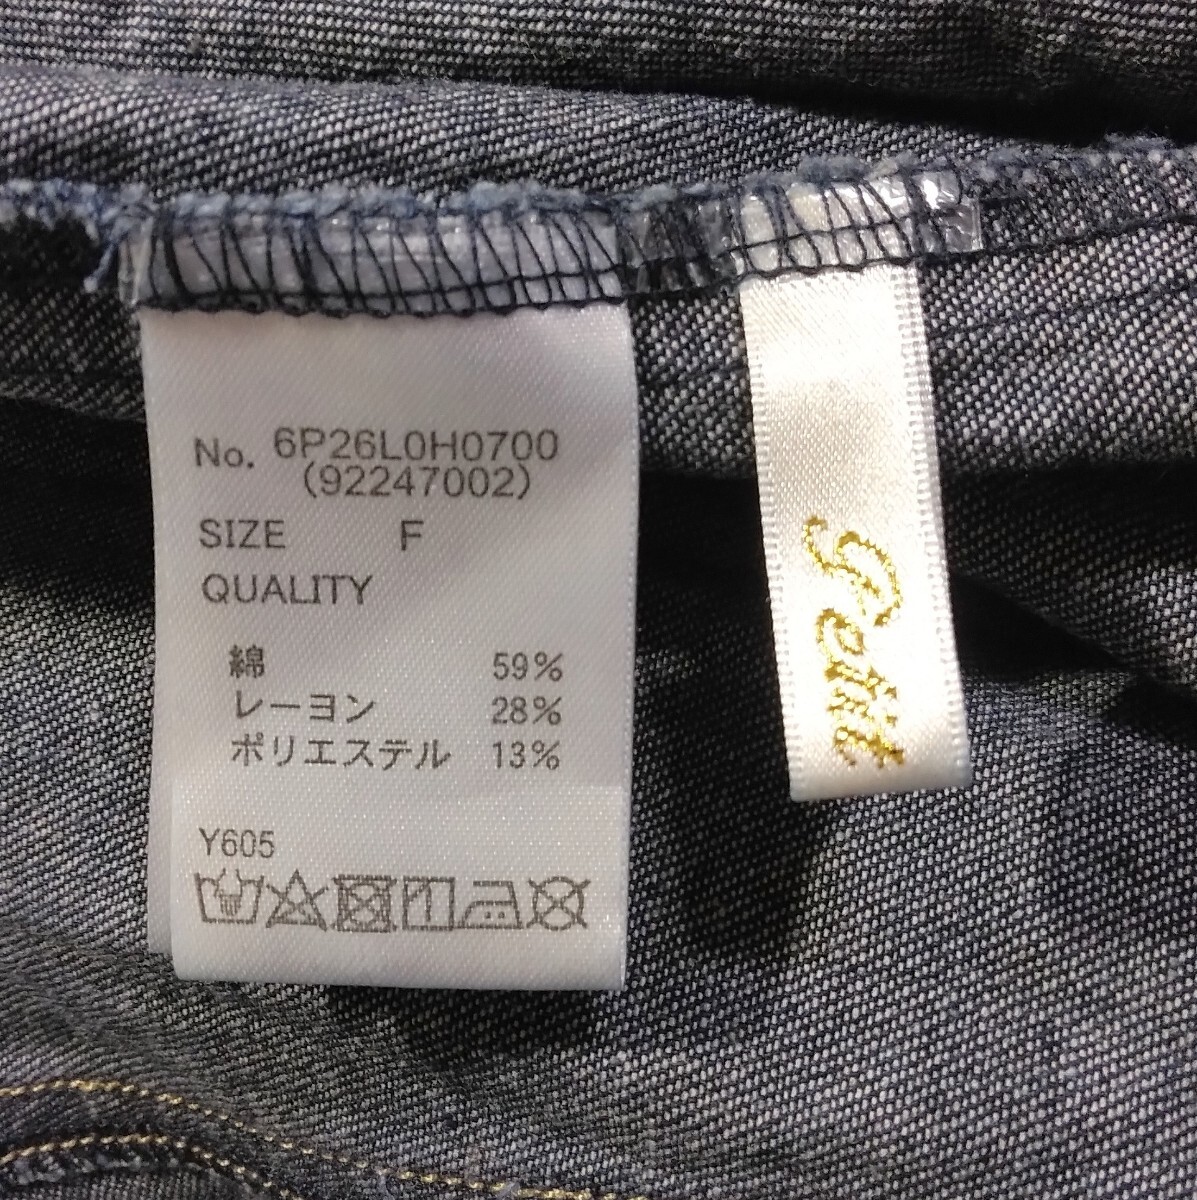 No. 6P26L0H0700
(92247002)
SIZE F
QUALITY
綿 59%
レーヨン 28%
ポリエステル 13%
Y605
Petit